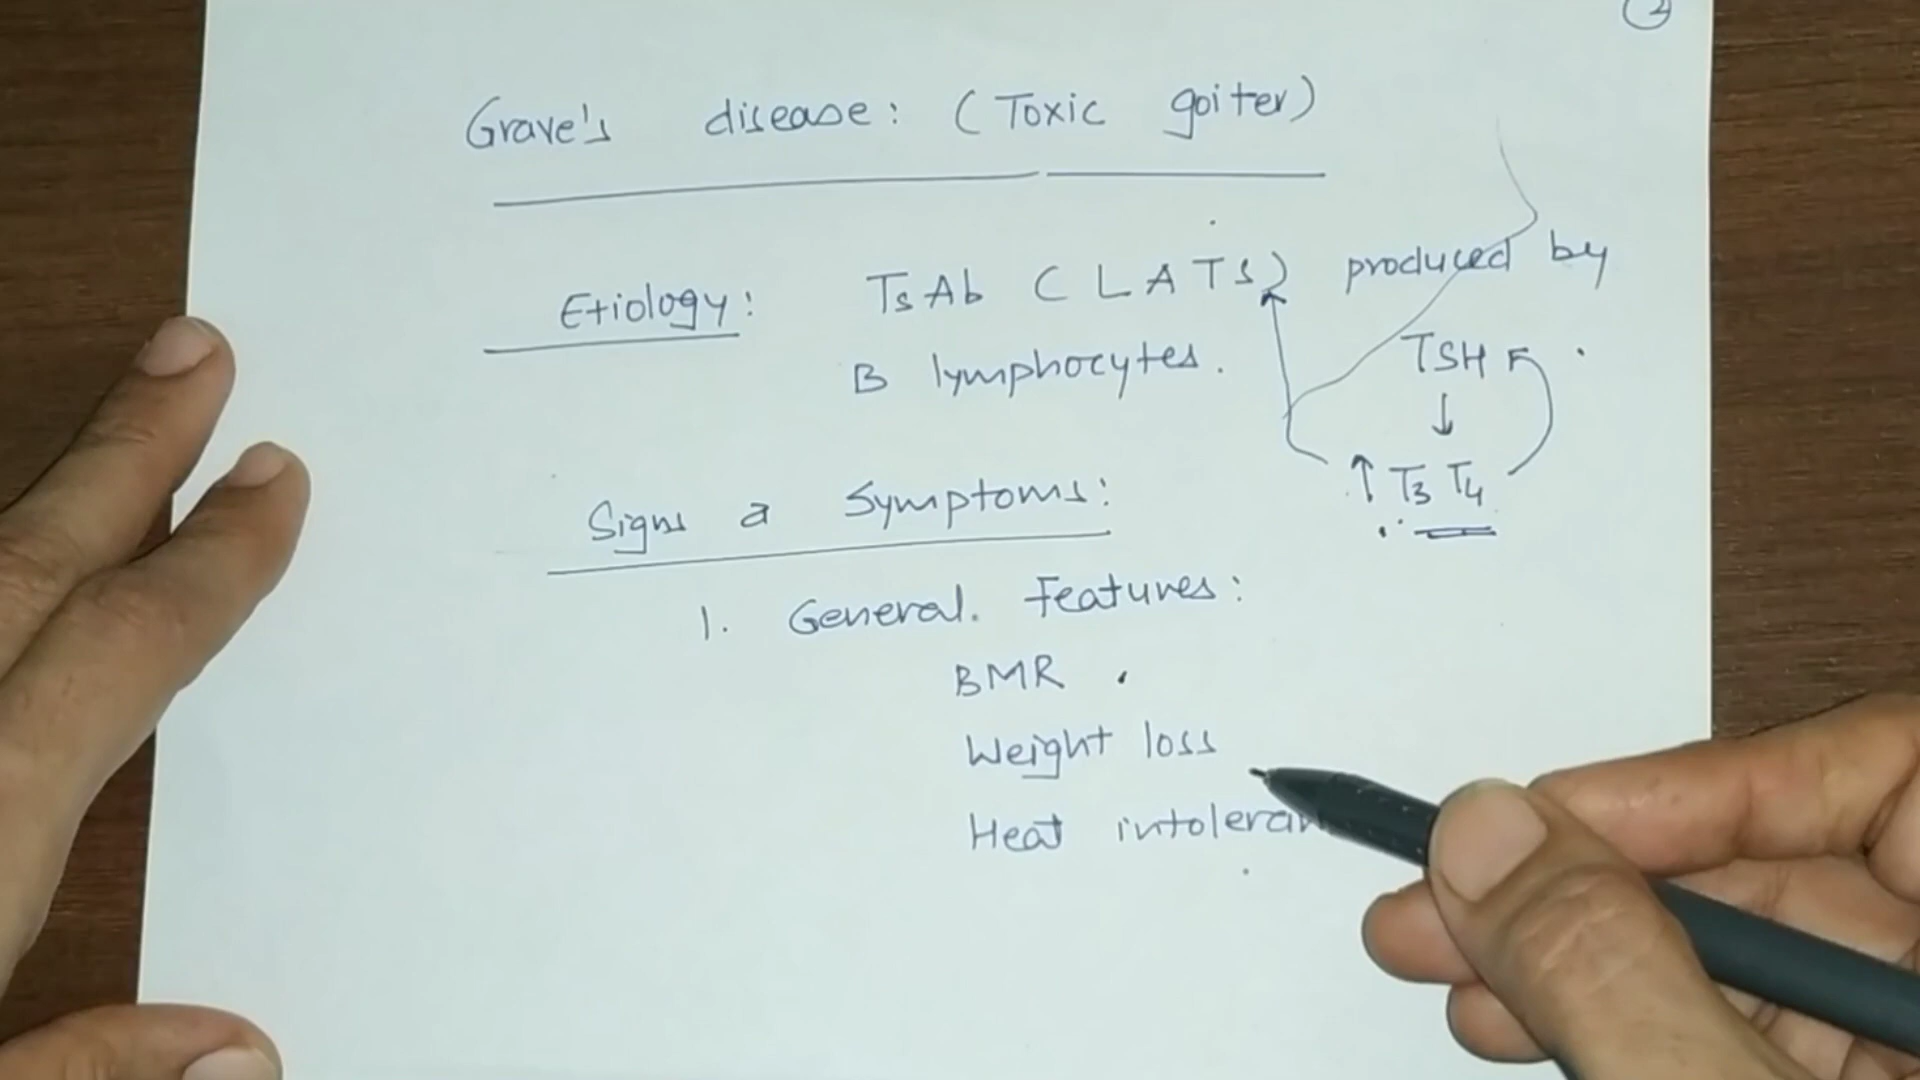 2
Grave's disease: (Toxic goiter)
Etiology: TsAb (LATS) produced by
B lymphocytes.
TSH
↓
↑ T3 T4
Signs & Symptoms:
1. General. Features:
BMR
Weight loss
Heat intoleran